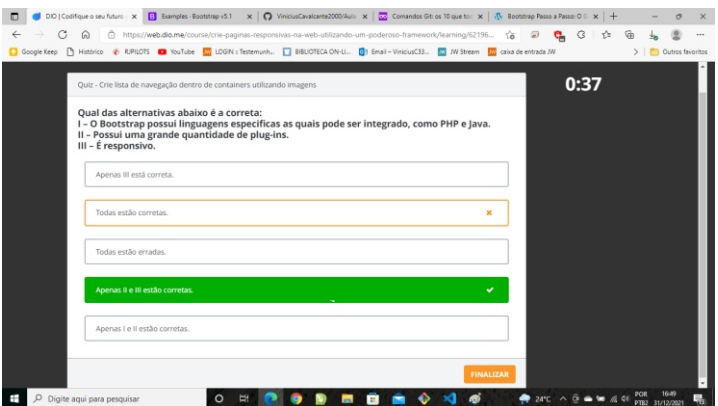 DIO | Codifique o seu futuro
Examples · Bootstrap v5.1
ViniciusCavalcante2000/Aula
Comandos Git: os 10 que to
Bootstrap Passo a Passo: O G
https://web.dio.me/course/crie-paginas-responsivas-na-web-utilizando-um-poderoso-framework/learning/62196...
Google Keep
Histórico
RJPILOTS
YouTube
LOGIN : Testemunh...
BIBLIOTECA ON-LI...
Email – ViniciusC33...
JW Stream
caixa de entrada JW
Outros favoritos
Quiz - Crie lista de navegação dentro de containers utilizando imagens
0:37
Qual das alternativas abaixo é a correta:
I – O Bootstrap possui linguagens especificas as quais pode ser integrado, como PHP e Java.
II – Possui uma grande quantidade de plug-ins.
III – É responsivo.
Apenas III está correta.
Todas estão corretas.
Todas estão erradas.
Apenas II e III estão corretas.
Apenas I e II estão corretas.
FINALIZAR
Digite aqui para pesquisar
24°C
POR
PTB2
16:49
31/12/2021